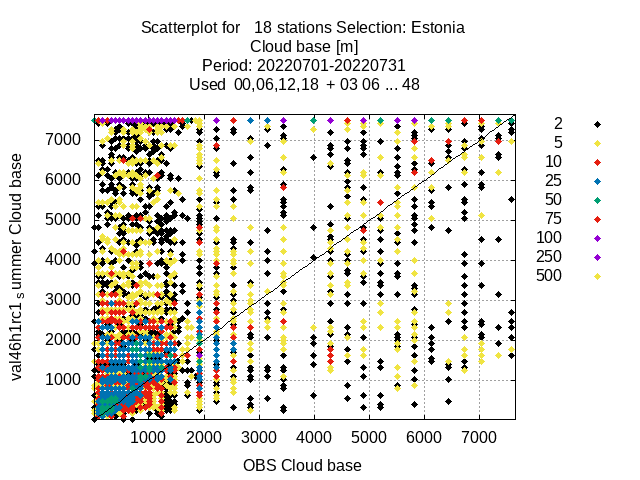 Scatterplot for 18 stations Selection: Estonia
Cloud base [m]
Period: 20220701-20220731
Used 00,06,12,18 + 03 06 ... 48
2
5
10
25
50
75
100
250
500
7000
6000
5000
4000
3000
2000
1000
val46h1rc1 s ummer Cloud base
1000 2000 3000 4000 5000 6000 7000
OBS Cloud base